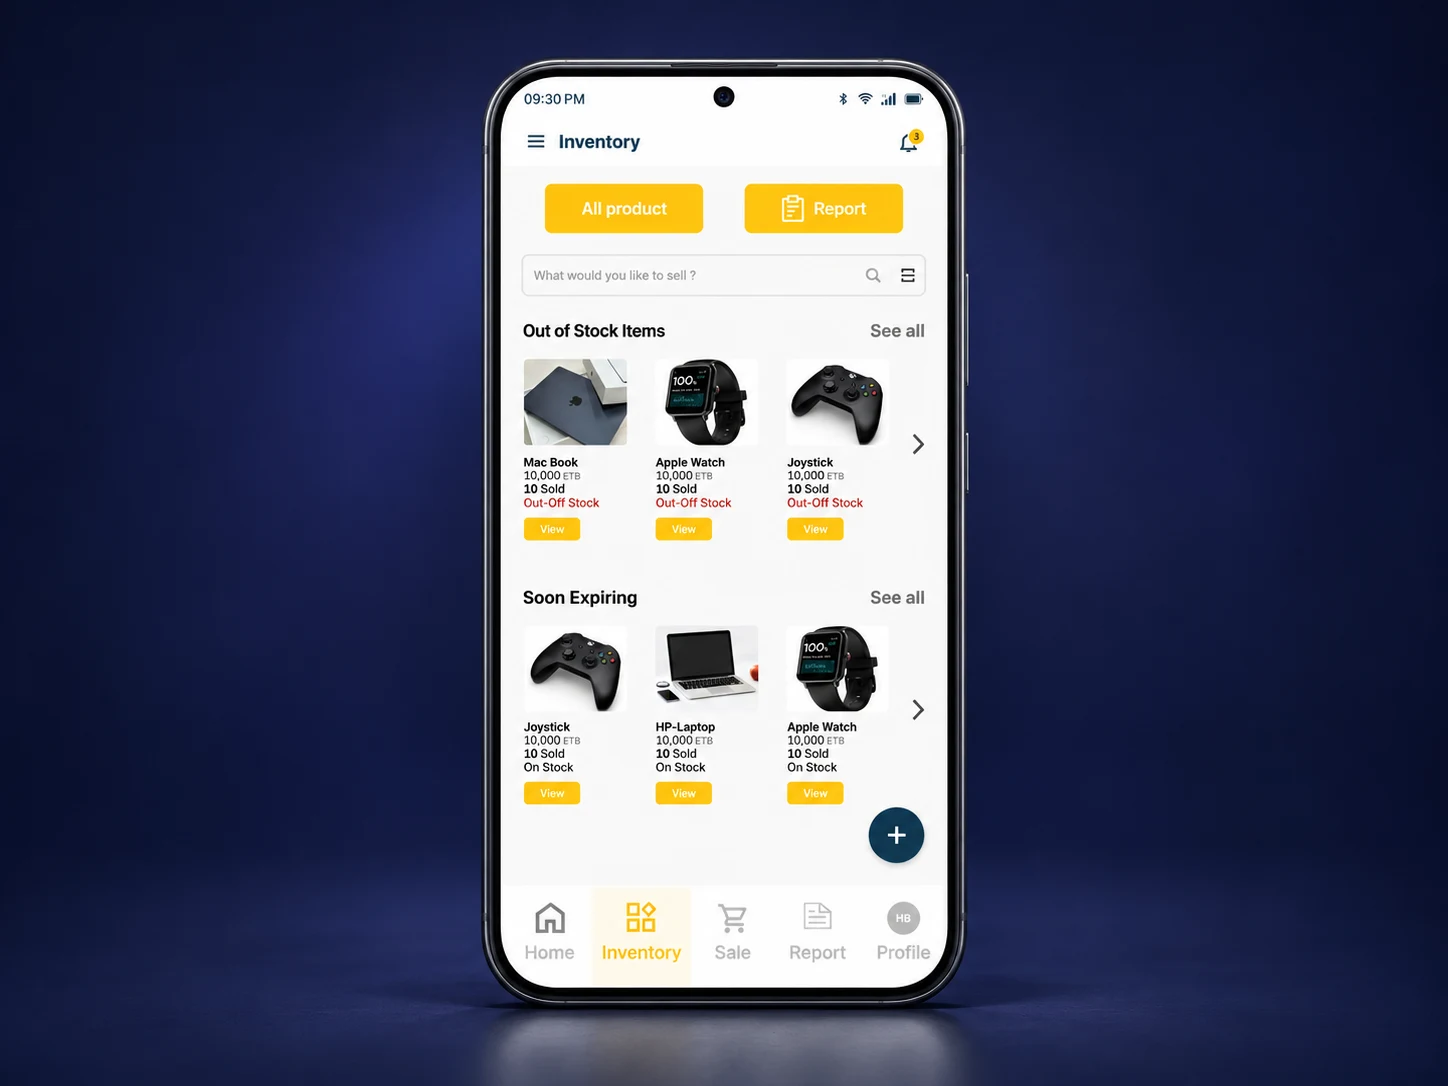 09:30 PM
Inventory
3
All product
Report
What would you like to sell ?
Out of Stock Items
See all
100%
Mac Book
Apple Watch
Joystick
10,000 ETB
10,000 ETB
10,000 ETB
10 Sold
10 Sold
10 Sold
Out-Off Stock
Out-Off Stock
Out-Off Stock
View
View
View
Soon Expiring
See all
100%
Joystick
HP-Laptop
Apple Watch
10,000 ETB
10,000 ETB
10,000 ETB
10 Sold
10 Sold
10 Sold
On Stock
On Stock
On Stock
View
View
View
HB
Home
Inventory
Sale
Report
Profile